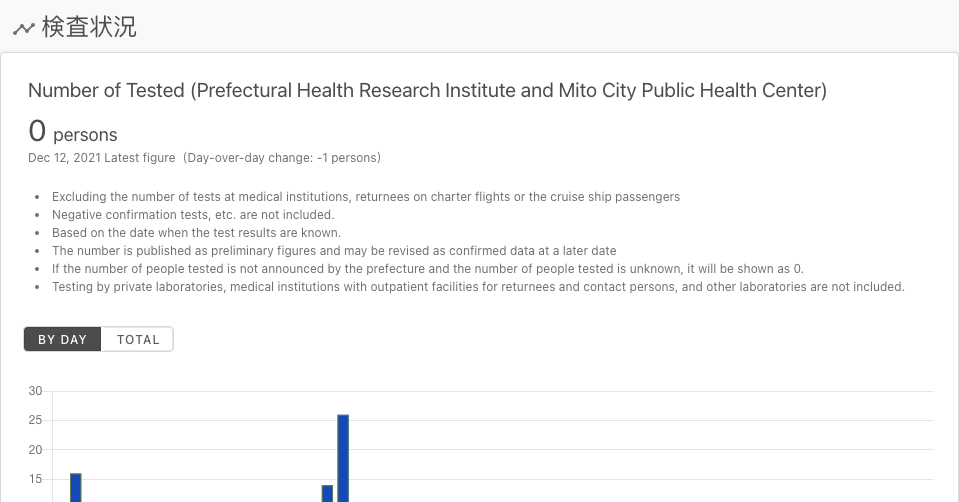 検査状況
Number of Tested (Prefectural Health Research Institute and Mito City Public Health Center)
0 persons
Dec 12, 2021 Latest figure (Day-over-day change: -1 persons)
• Excluding the number of tests at medical institutions, returnees on charter flights or the cruise ship passengers
• Negative confirmation tests, etc. are not included.
• Based on the date when the test results are known.
• The number is published as preliminary figures and may be revised as confirmed data at a later date
• If the number of people tested is not announced by the prefecture and the number of people tested is unknown, it will be shown as 0.
• Testing by private laboratories, medical institutions with outpatient facilities for returnees and contact persons, and other laboratories are not included.
BY DAY TOTAL
30
25
20
15